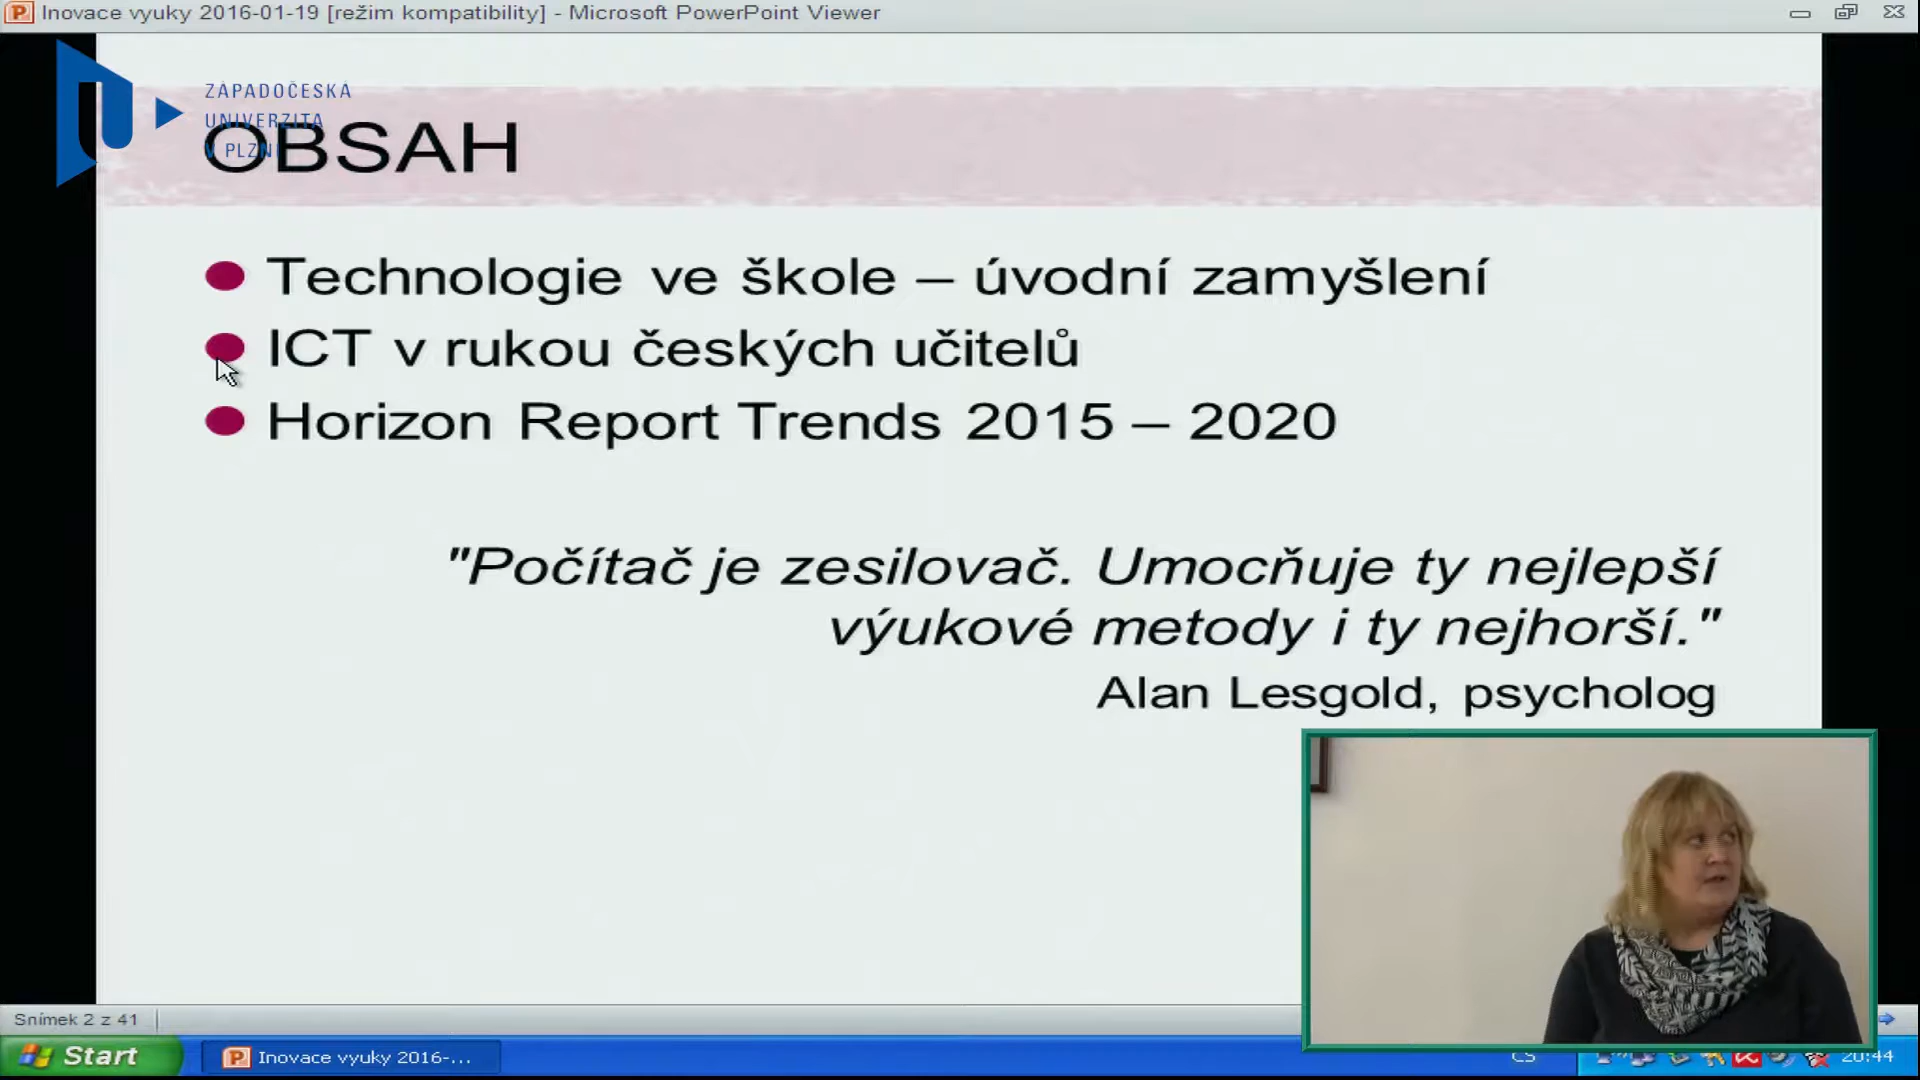 Inovace vyuky 2016-01-19 [režim kompatibility] - Microsoft PowerPoint Viewer
ZÁPADOČESKÁ
UNIVERZITA
V PLZNI
OBSAH
Technologie ve škole – úvodní zamyšlení
ICT v rukou českých učitelů
Horizon Report Trends 2015 – 2020
"Počítač je zesilovač. Umocňuje ty nejlepší
výukové metody i ty nejhorší."
Alan Lesgold, psycholog
Snímek 2 z 41
Start
Inovace vyuky 2016-...
CS
20:44